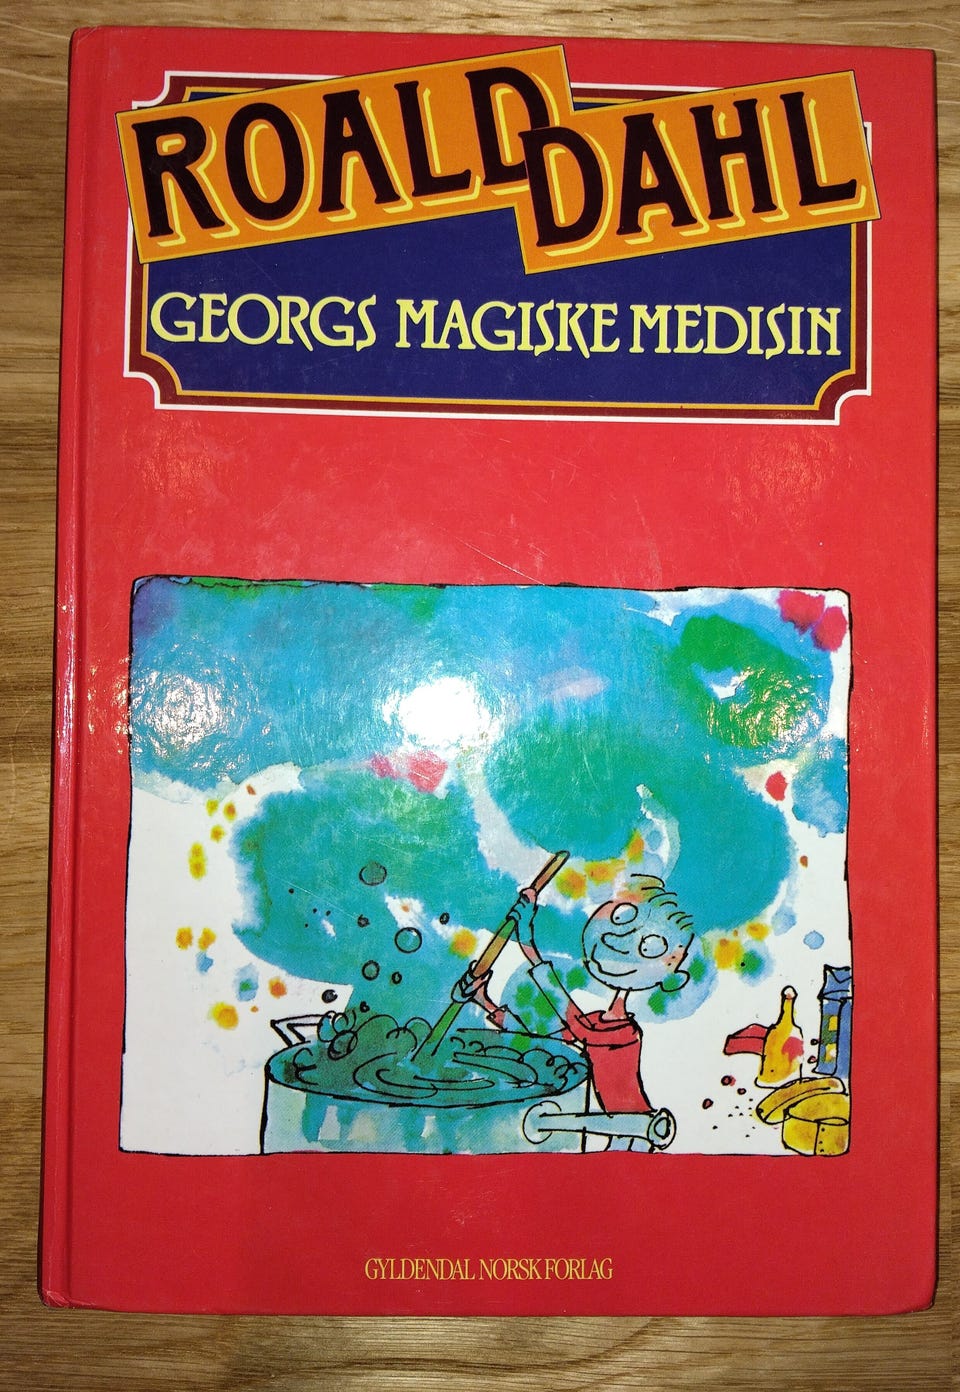 ROALD DAHL
GEORGS MAGISKE MEDISIN
GYLDENDAL NORSK FORLAG